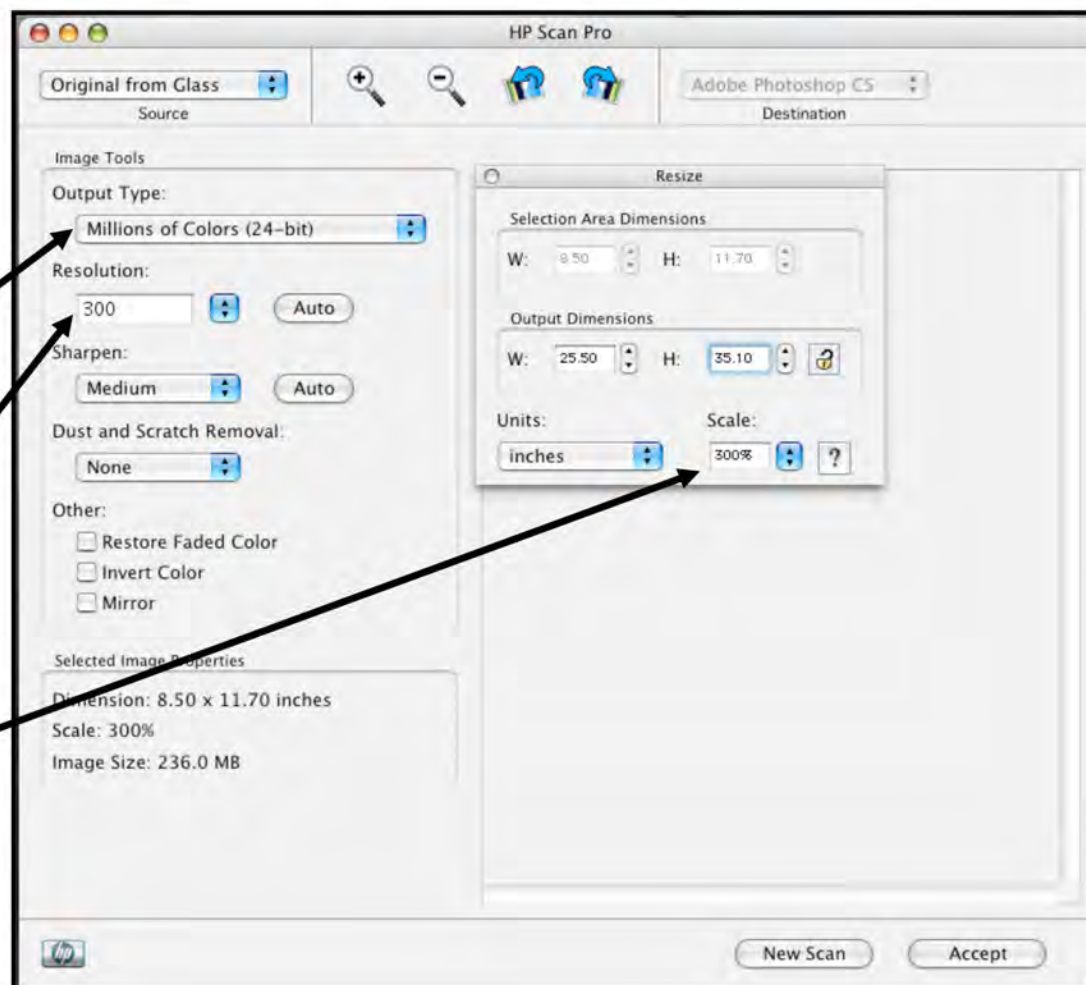 HP Scan Pro
Original from Glass
Source
Adobe Photoshop CS
Destination
Image Tools
Output Type:
Millions of Colors (24-bit)
Resolution:
300 Auto
Sharpen:
Medium Auto
Dust and Scratch Removal:
None
Other:
Restore Faded Color
Invert Color
Mirror
Selected Image Properties
Dimension: 8.50 x 11.70 inches
Scale: 300%
Image Size: 236.0 MB
Resize
Selection Area Dimensions
W: 8.50 H: 11.70
Output Dimensions
W: 25.50 H: 35.10
Units: Scale:
inches 300% ?
hp
New Scan Accept